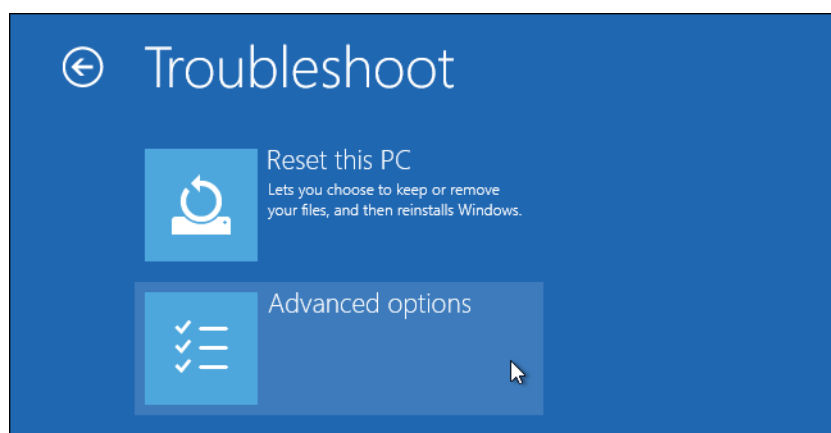 Troubleshoot
Reset this PC
Lets you choose to keep or remove
your files, and then reinstalls Windows.
Advanced options